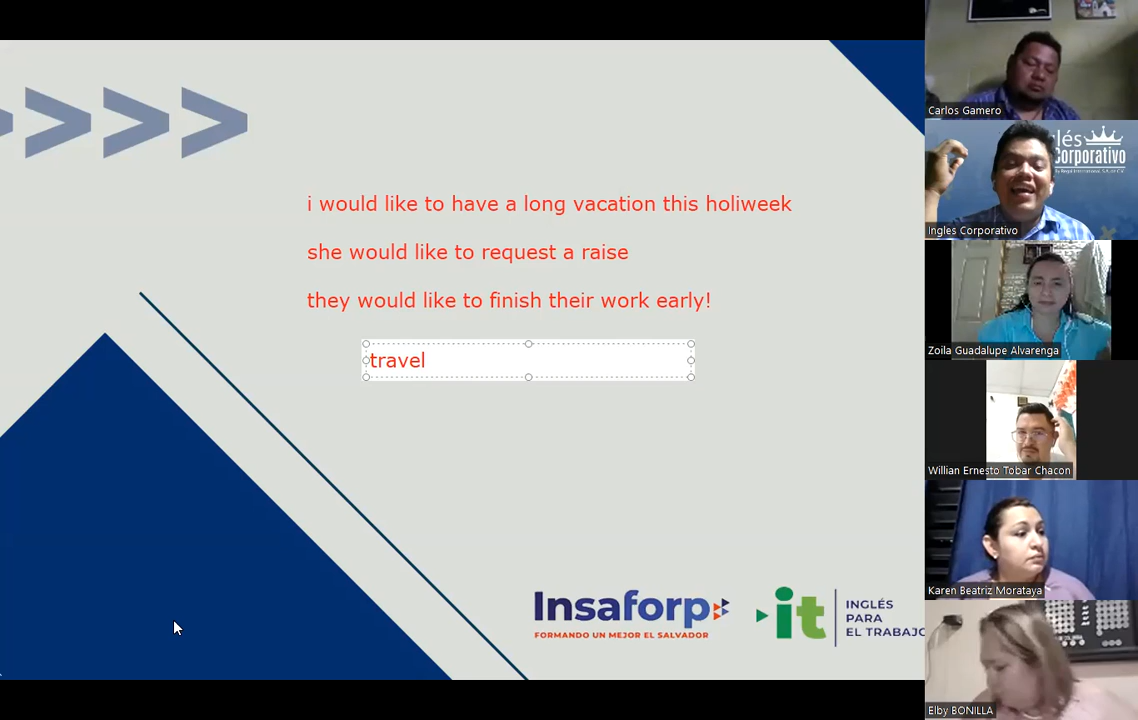 i would like to have a long vacation this holiweek
she would like to request a raise
they would like to finish their work early!
travel
Insaforp
FORMANDO UN MEJOR EL SALVADOR
it
INGLÉS
PARA
EL TRABAJO
Carlos Gamero
lés
Corporativo
Ingles Corporativo
Zoila Guadalupe Alvarenga
Willian Ernesto Tobar Chacon
Karen Beatriz Morataya
Elby BONILLA